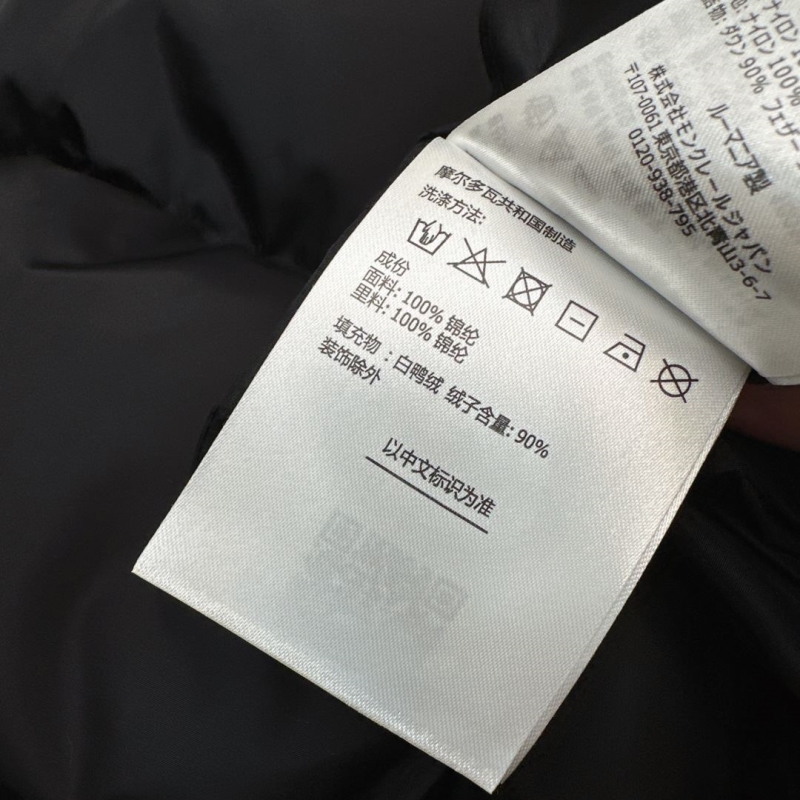 摩尔多瓦共和国制造
洗涤方法:
成份
面料: 100% 锦纶
里料: 100% 锦纶
填充物: 白鸭绒 绒子含量: 90%
装饰除外
以中文标识为准
ナイロン
ナイロン 100%
ダウン 90% フェザー
ルーマニア製
株式会社モンクレールジャパン
〒107-0061 東京都港区北青山3-6-7
0120-938-795